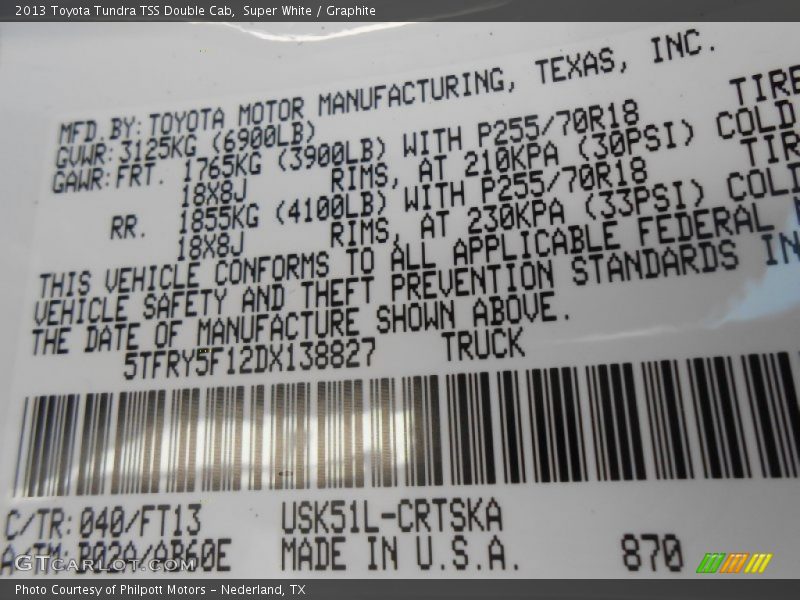 2013 Toyota Tundra TSS Double Cab, Super White / Graphite
MFD.BY:TOYOTA MOTOR MANUFACTURING, TEXAS, INC.
GVWR:3125KG (6900LB)
GAWR:FRT. 1765KG (3900LB) WITH P255/70R18 TIRE
18X8J RIMS, AT 210KPA (30PSI) COLD
RR. 1855KG (4100LB) WITH P255/70R18 TIR
18X8J RIMS, AT 230KPA (33PSI) COLD
THIS VEHICLE CONFORMS TO ALL APPLICABLE FEDERAL
VEHICLE SAFETY AND THEFT PREVENTION STANDARDS IN
THE DATE OF MANUFACTURE SHOWN ABOVE.
5TFRY5F12DX138827 TRUCK
C/TR:040/FT13 USK51L-CRTSKA
A/TM:B02A/AB60E MADE IN U.S.A. 870
GTCARLOT.COM
Photo Courtesy of Philpott Motors - Nederland, TX